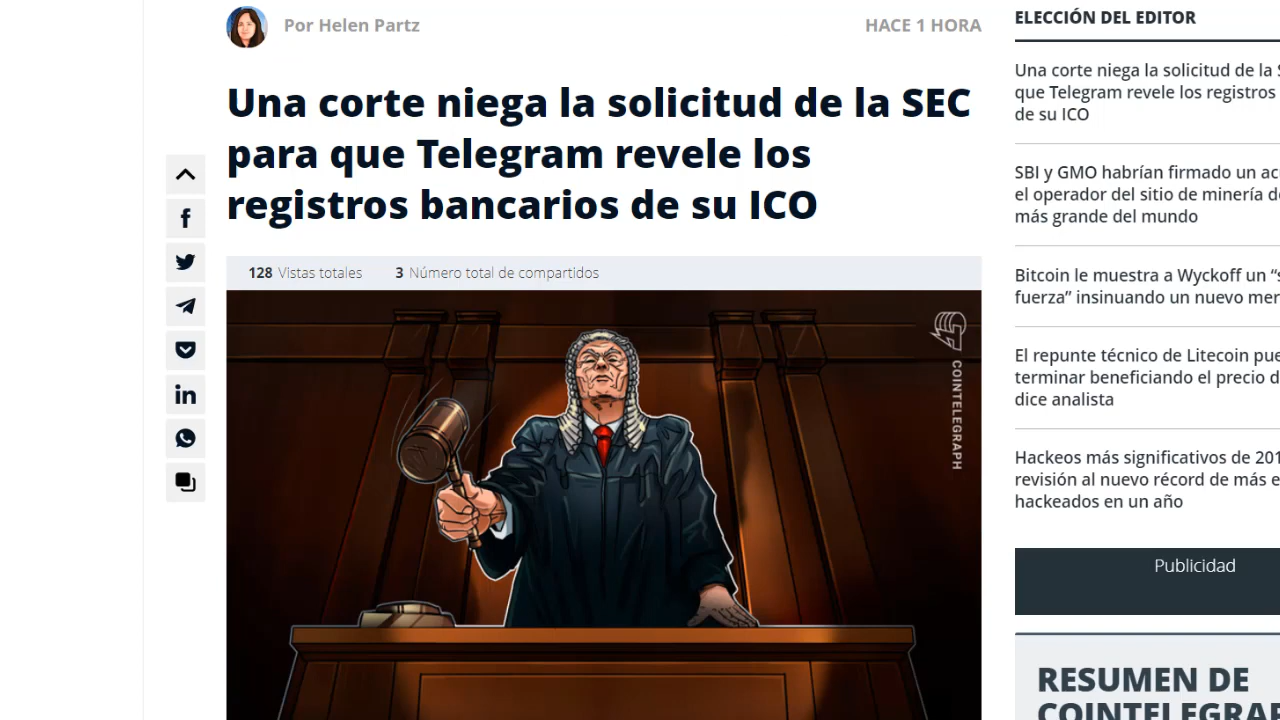 Por Helen Partz
HACE 1 HORA
Una corte niega la solicitud de la SEC
para que Telegram revele los
registros bancarios de su ICO
128 Vistas totales
3 Número total de compartidos
COINTELEGRAPH
ELECCIÓN DEL EDITOR
Una corte niega la solicitud de la
que Telegram revele los registros
de su ICO
SBI y GMO habrían firmado un
el operador del sitio de minería
más grande del mundo
Bitcoin le muestra a Wyckoff un
fuerza” insinuando un nuevo
El repunte técnico de Litecoin
terminar beneficiando el precio
dice analista
Hackeos más significativos de
revisión al nuevo récord de más
hackeados en un año
Publicidad
RESUMEN DE